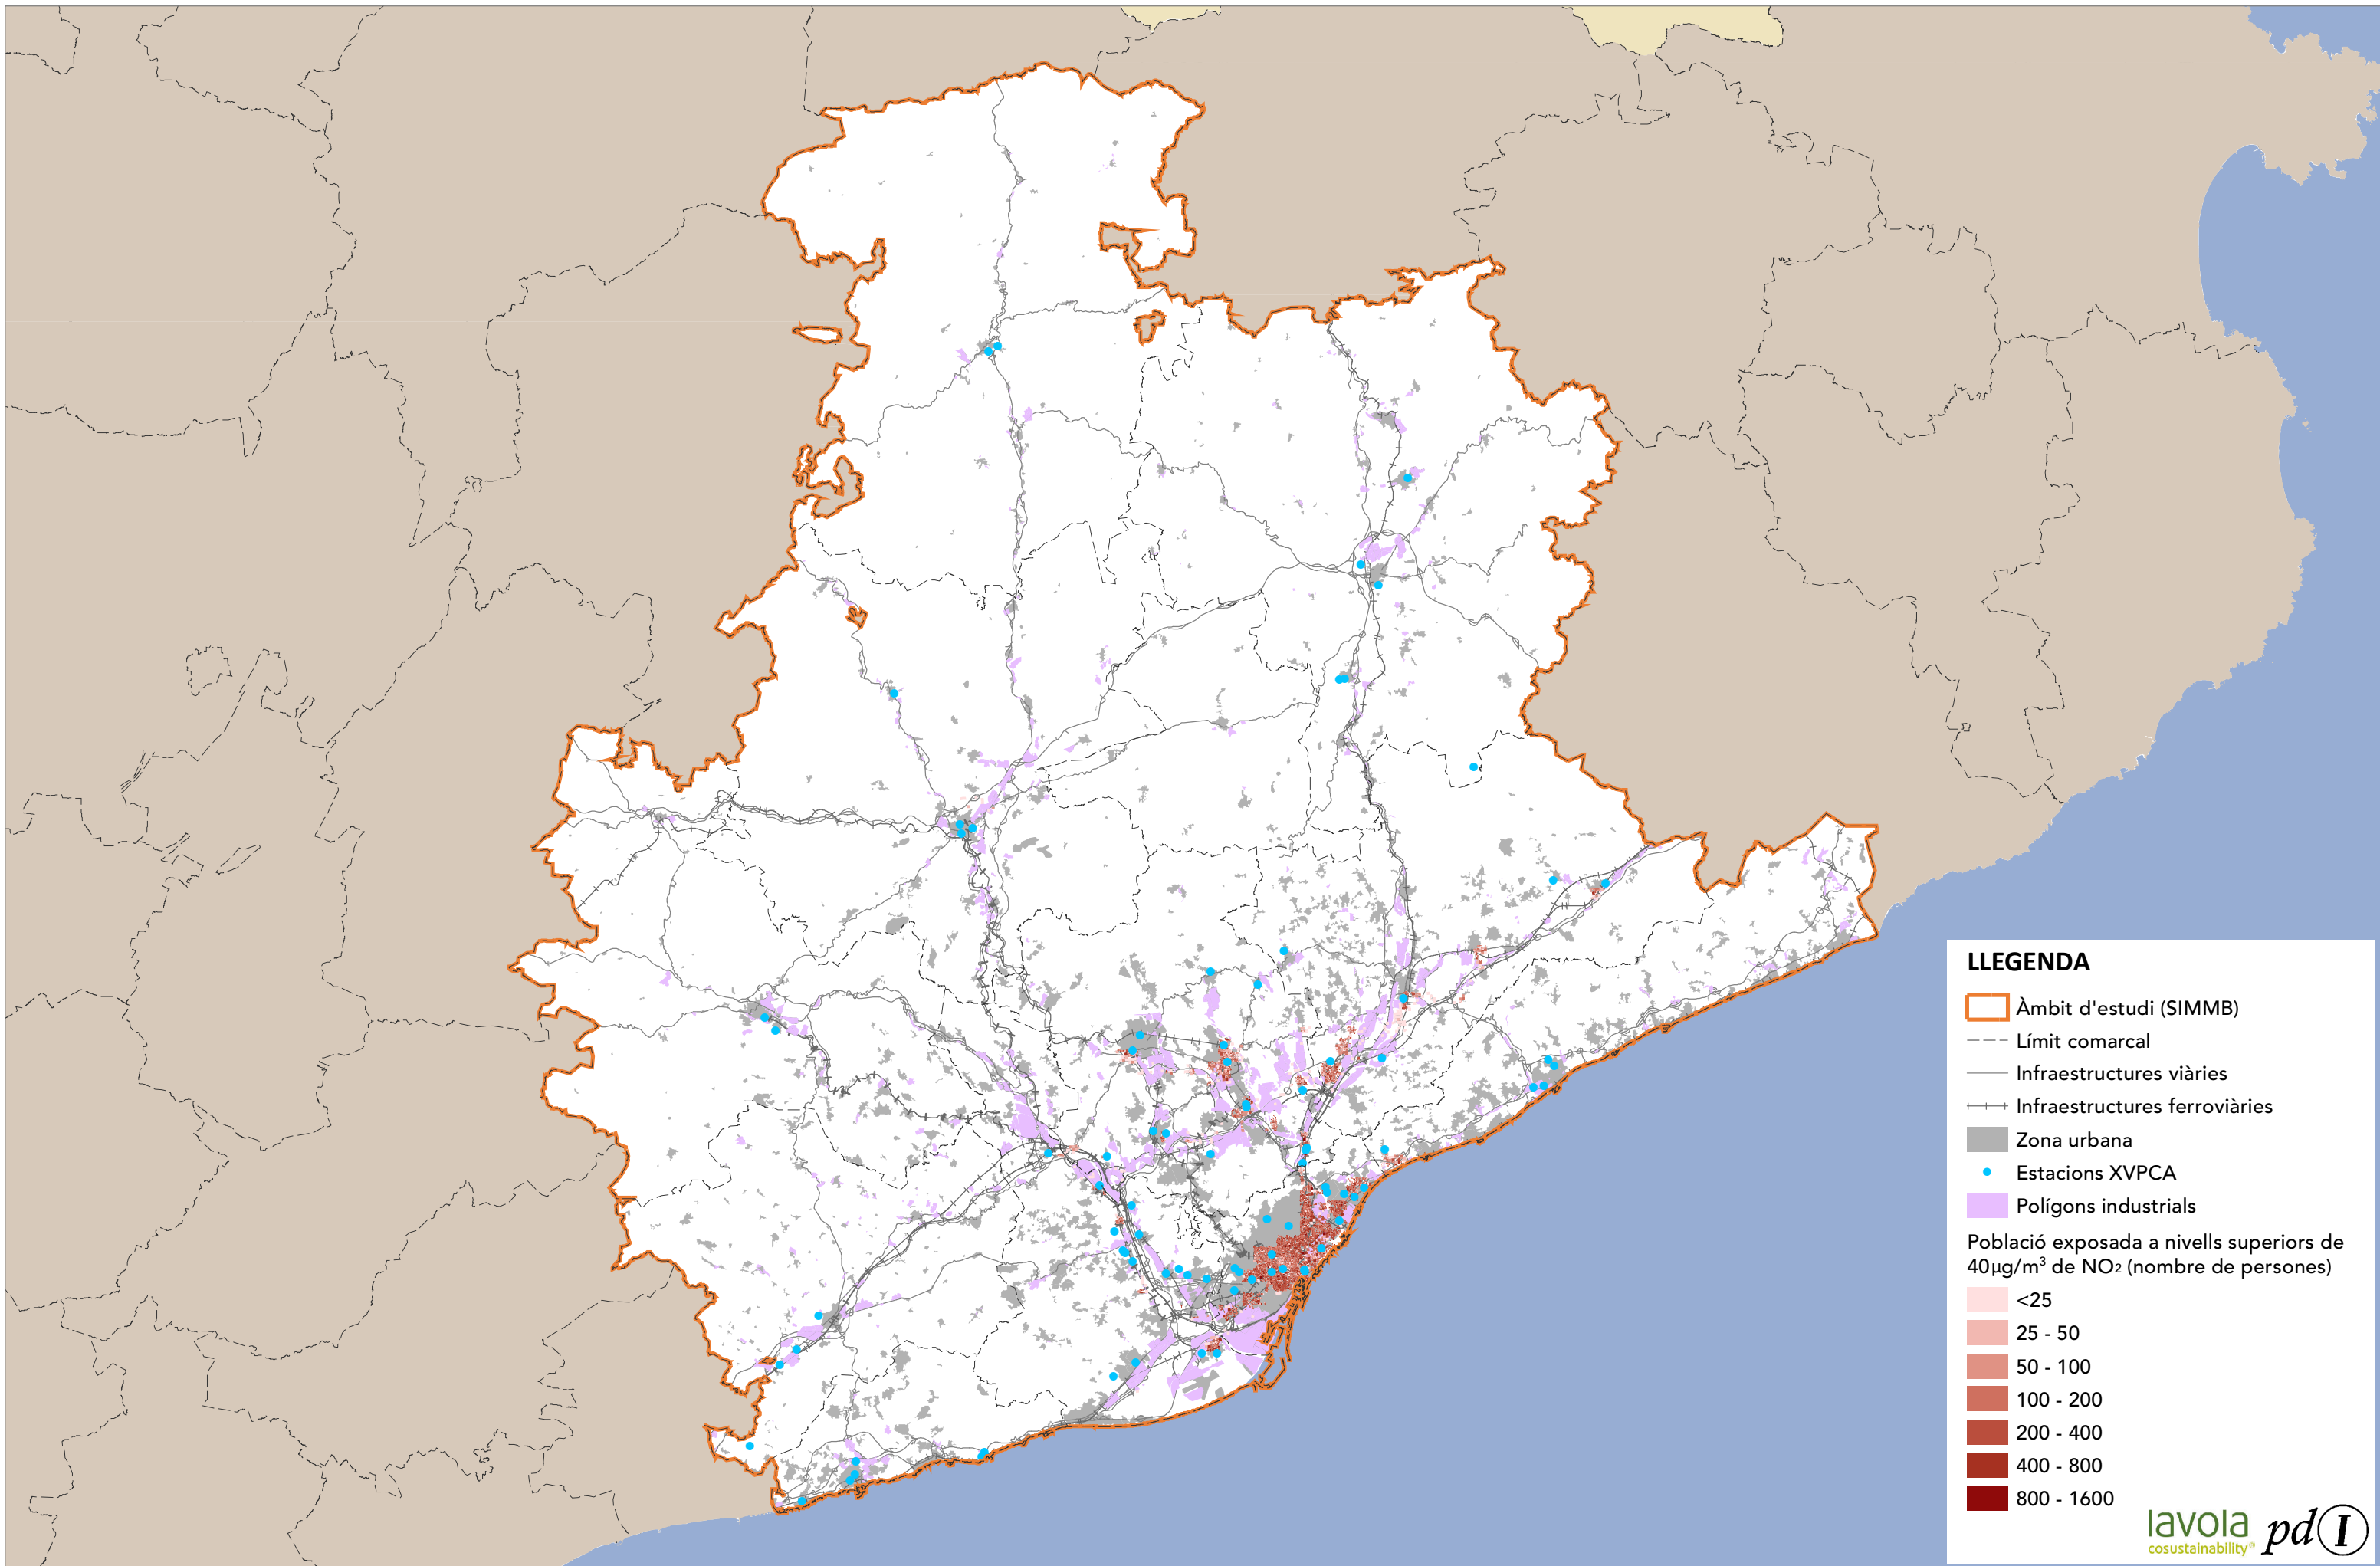 LLEGENDA
Àmbit d'estudi (SIMMB)
Límit comarcal
Infraestructures viàries
Infraestructures ferroviàries
Zona urbana
Estacions XVPCA
Polígons industrials
Població exposada a nivells superiors de
40µg/m³ de NO₂ (nombre de persones)
<25
25 - 50
50 - 100
100 - 200
200 - 400
400 - 800
800 - 1600
lavola
cosustainability®
pd I